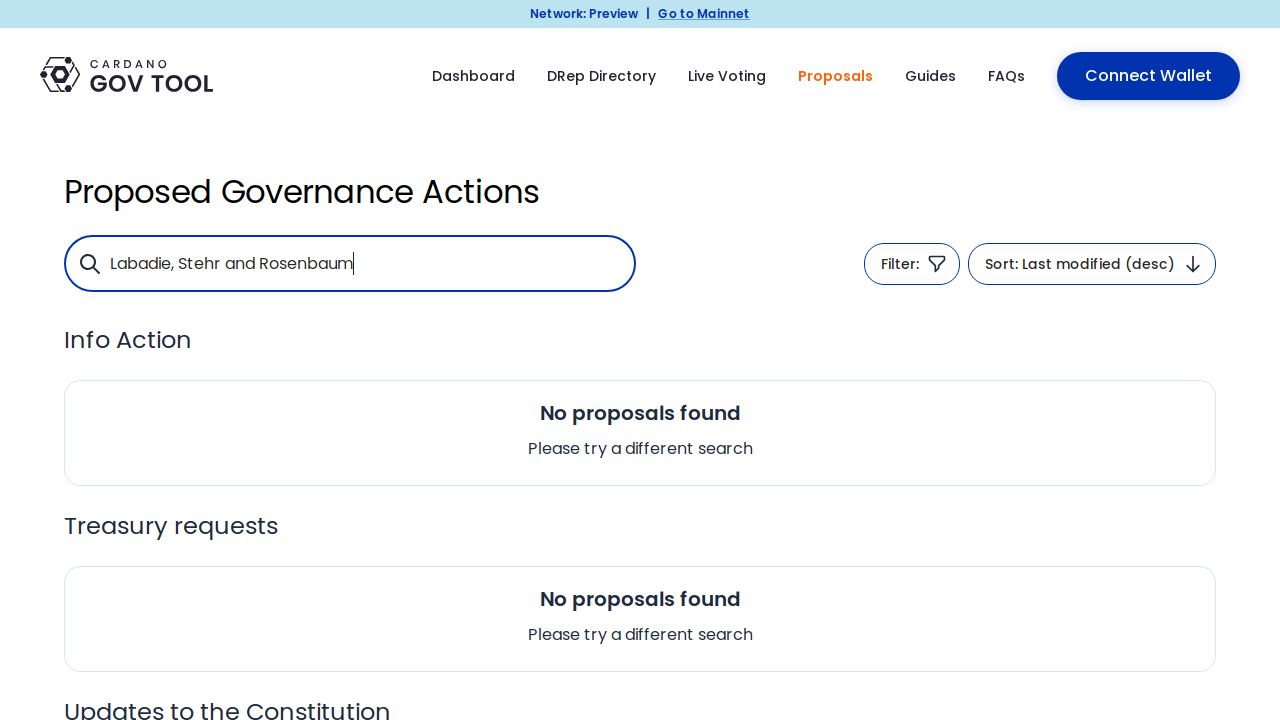 Network: Preview | Go to Mainnet
CARDANO
GOV TOOL
Dashboard DRep Directory Live Voting Proposals Guides FAQs Connect Wallet
Proposed Governance Actions
Labadie, Stehr and Rosenbaum
Filter: Sort: Last modified (desc)
Info Action
No proposals found
Please try a different search
Treasury requests
No proposals found
Please try a different search
Updates to the Constitution